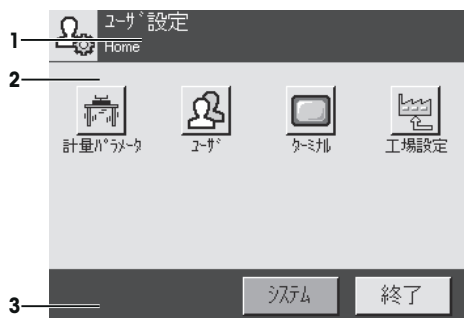 1
ﾕｰｻﾞ設定
Home
2
計量ﾊﾟﾗﾒｰﾀ
ﾕｰｻﾞ
ﾀｰﾐﾅﾙ
工場設定
3
ｼｽﾃﾑ
終了